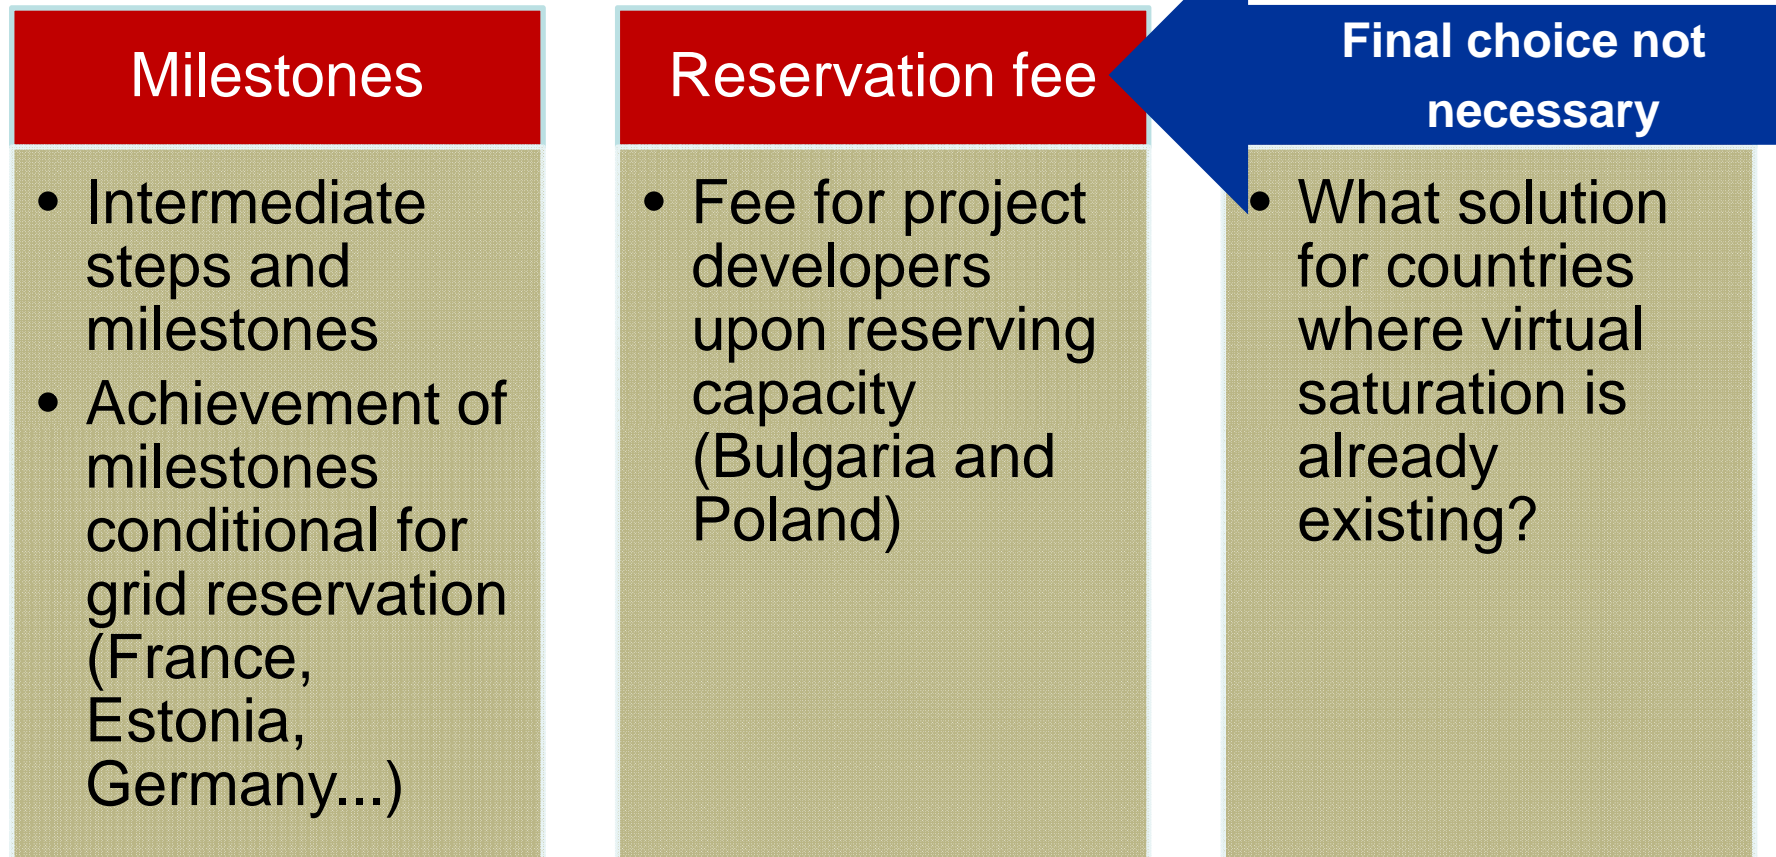 Milestones
• Intermediate
steps and
milestones
• Achievement of
milestones
conditional for
grid reservation
(France,
Estonia,
Germany...)
Reservation fee
• Fee for project
developers
upon reserving
capacity
(Bulgaria and
Poland)
Final choice not
necessary
• What solution
for countries
where virtual
saturation is
already
existing?